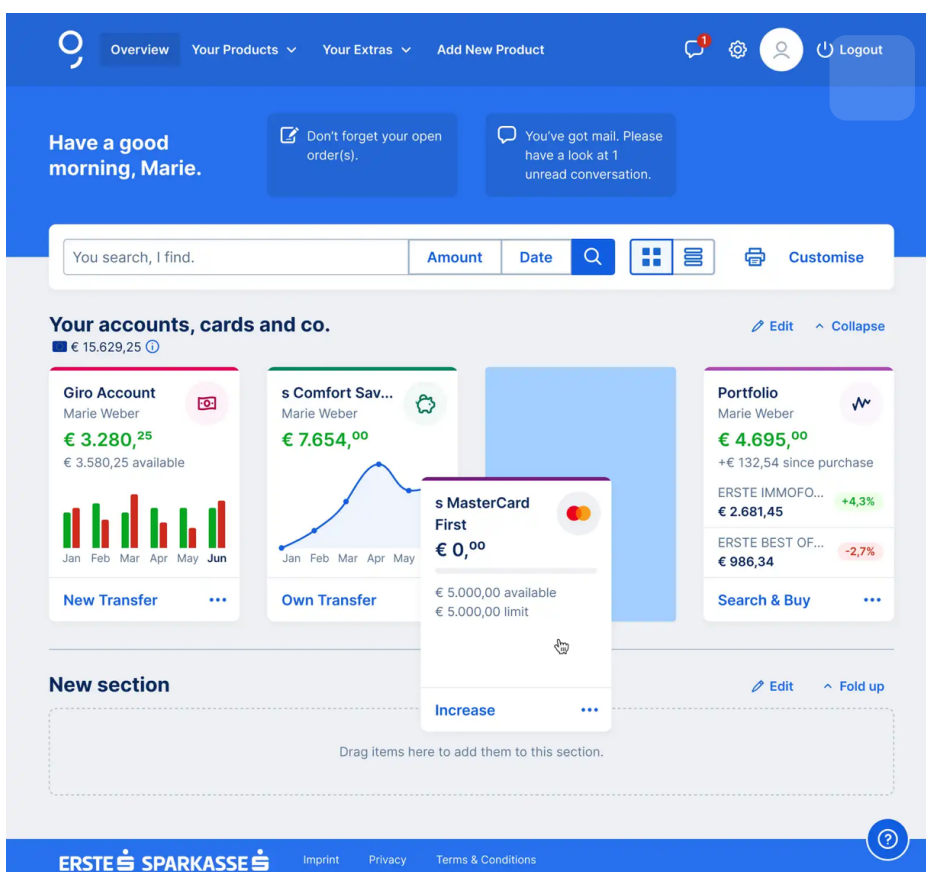 Overview
Your Products
Your Extras
Add New Product
1
Logout
Have a good
morning, Marie.
Don't forget your open
order(s).
You've got mail. Please
have a look at 1
unread conversation.
You search, I find.
Amount
Date
Customise
Your accounts, cards and co.
€ 15.629,25
Edit
Collapse
Giro Account
Marie Weber
€ 3.280,25
€ 3.580,25 available
Jan Feb Mar Apr May Jun
New Transfer
s Comfort Sav...
Marie Weber
€ 7.654,00
Jan Feb Mar Apr May
Own Transfer
s MasterCard
First
€ 0,00
€ 5.000,00 available
€ 5.000,00 limit
Increase
Portfolio
Marie Weber
€ 4.695,00
+€ 132,54 since purchase
ERSTE IMMOFO...
€ 2.681,45
+4,3%
ERSTE BEST OF...
€ 986,34
-2,7%
Search & Buy
New section
Edit
Fold up
Drag items here to add them to this section.
ERSTE SPARKASSE
Imprint
Privacy
Terms & Conditions